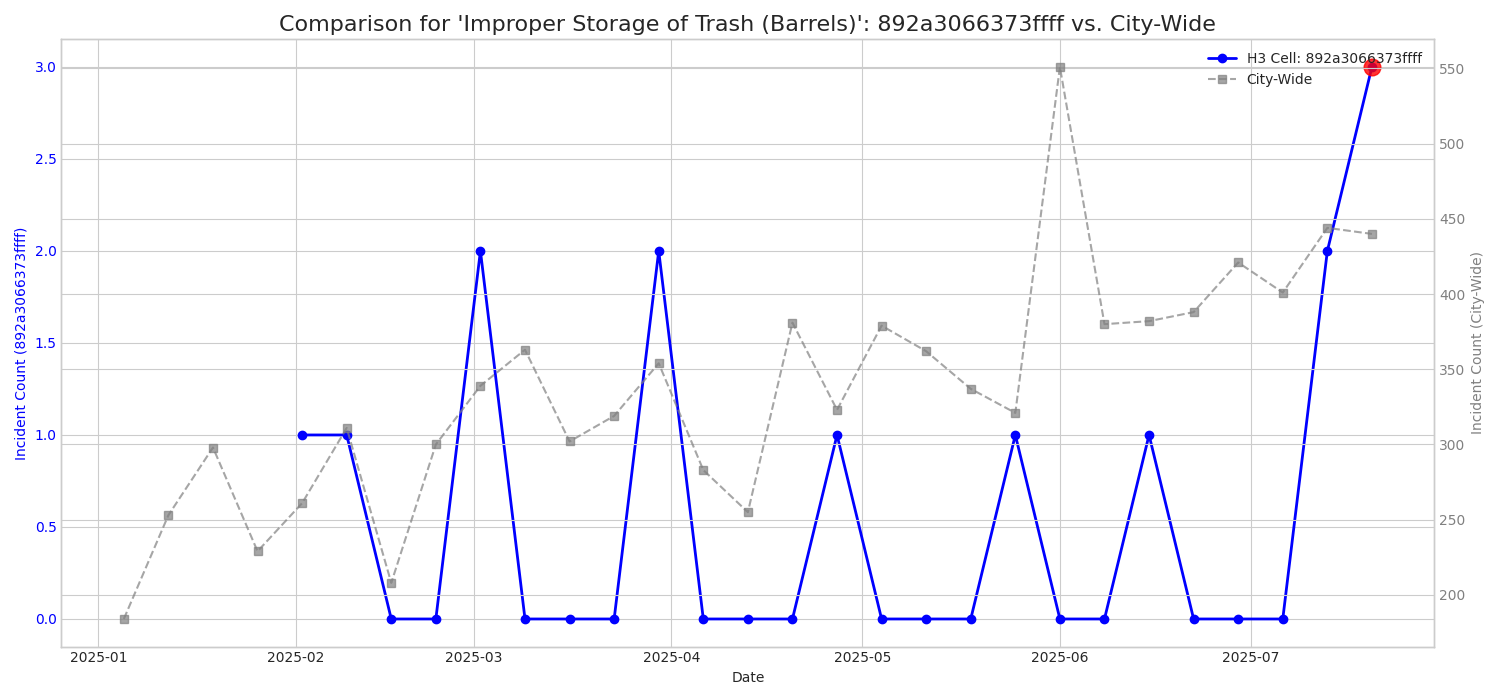 Comparison for 'Improper Storage of Trash (Barrels)': 892a3066373ffff vs. City-Wide
H3 Cell: 892a3066373ffff
City-Wide
Incident Count (892a3066373ffff)
3.0
2.5
2.0
1.5
1.0
0.5
0.0
550
500
450
400
350
300
250
200
Incident Count (City-Wide)
2025-01 2025-02 2025-03 2025-04 2025-05 2025-06 2025-07
Date